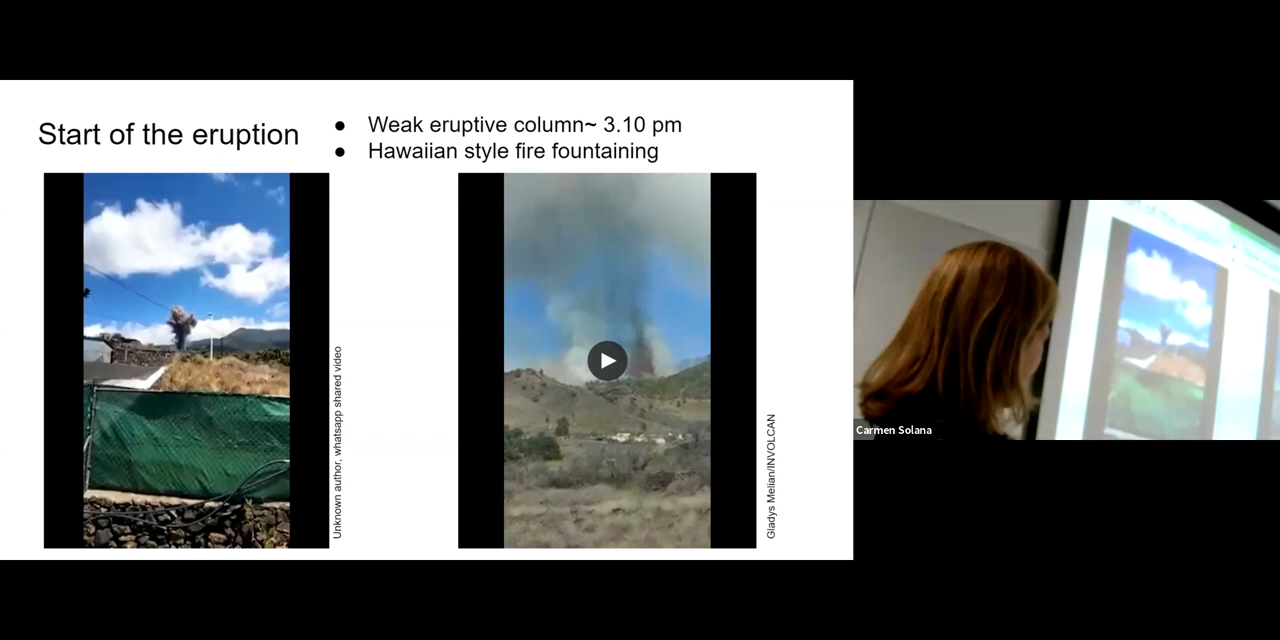 Start of the eruption
● Weak eruptive column~ 3.10 pm
● Hawaiian style fire fountaining
Unknown author, whatsapp shared video
Gladys Melian/INVOLCAN
Carmen Solana